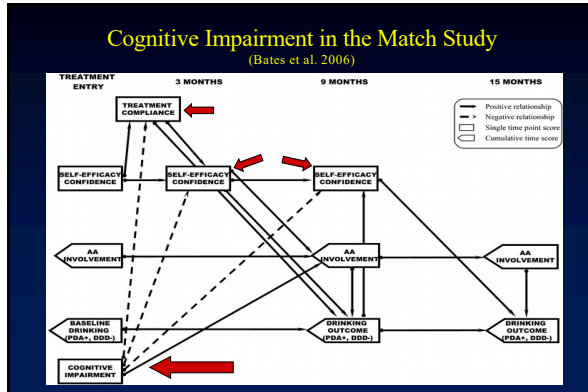 Cognitive Impairment in the Match Study
(Bates et al. 2006)
TREATMENT
ENTRY
3 MONTHS
9 MONTHS
15 MONTHS
TREATMENT
COMPLIANCE
Positive relationship
Negative relationship
Single time point score
Cumulative time score
SELF-EFFICACY
CONFIDENCE
SELF-EFFICACY
CONFIDENCE
SELF-EFFICACY
CONFIDENCE
AA
INVOLVEMENT
AA
INVOLVEMENT
AA
INVOLVEMENT
BASELINE
DRINKING
(PDA+, DDD-)
DRINKING
OUTCOME
(PDA+, DDD-)
DRINKING
OUTCOME
(PDA+, DDD-)
COGNITIVE
IMPAIRMENT